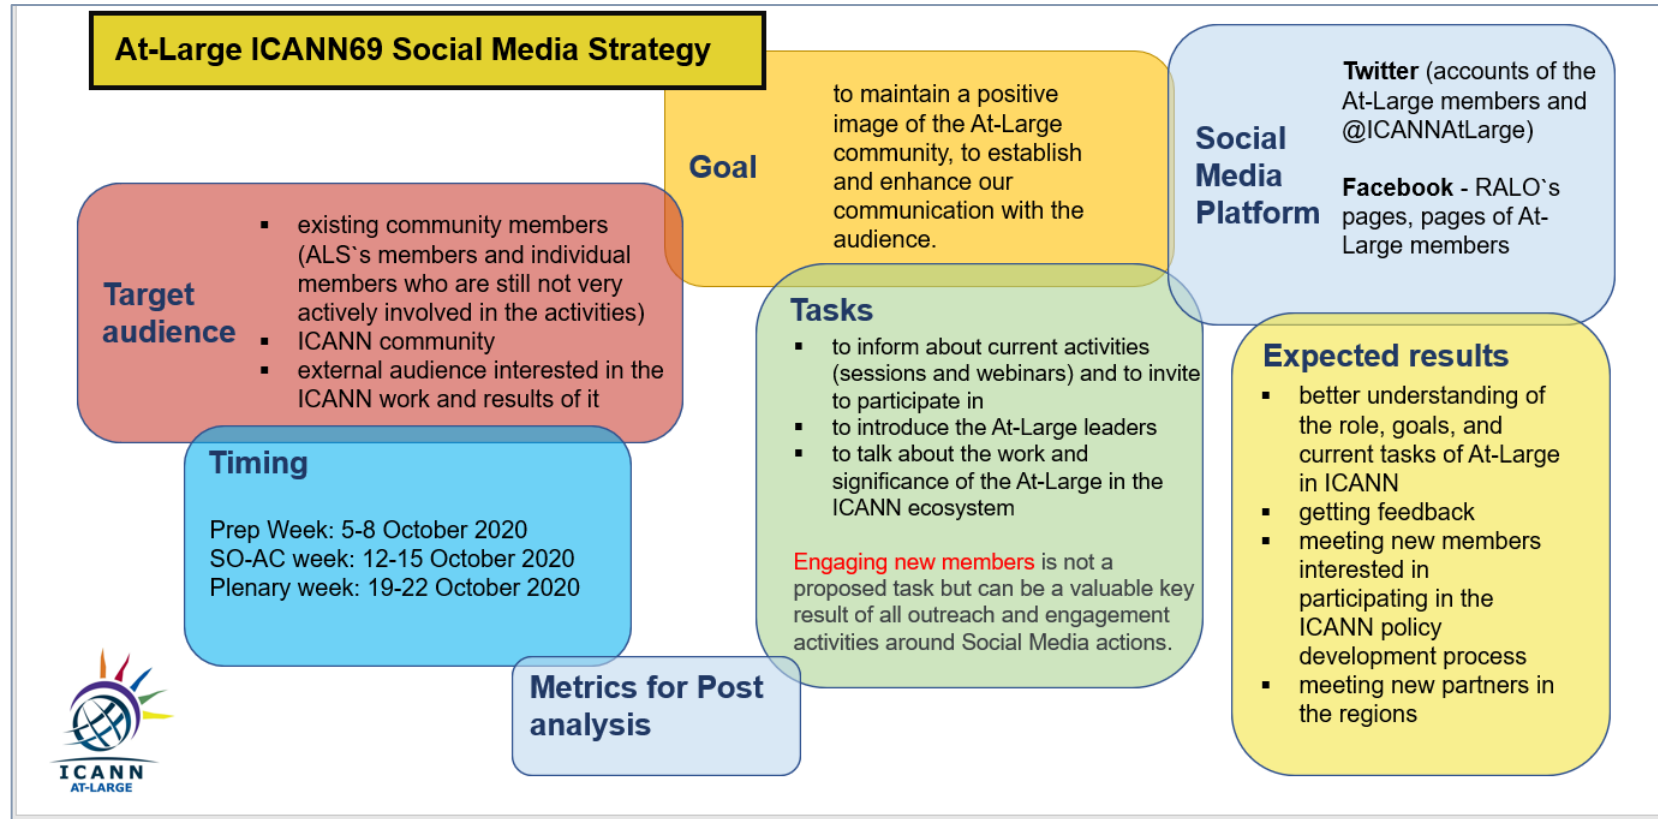 At-Large ICANN69 Social Media Strategy
Goal
to maintain a positive
image of the At-Large
community, to establish
and enhance our
communication with the
audience.
Social
Media
Platform
Twitter (accounts of the
At-Large members and
@ICANNAtLarge)
Facebook - RALO`s
pages, pages of At-
Large members
Target
audience
▪ existing community members
(ALS`s members and individual
members who are still not very
actively involved in the activities)
▪ ICANN community
▪ external audience interested in the
ICANN work and results of it
Tasks
▪ to inform about current activities
(sessions and webinars) and to invite
to participate in
▪ to introduce the At-Large leaders
▪ to talk about the work and
significance of the At-Large in the
ICANN ecosystem
Engaging new members is not a
proposed task but can be a valuable key
result of all outreach and engagement
activities around Social Media actions.
Expected results
▪ better understanding of
the role, goals, and
current tasks of At-Large
in ICANN
▪ getting feedback
▪ meeting new members
interested in
participating in the
ICANN policy
development process
▪ meeting new partners in
the regions
Timing
Prep Week: 5-8 October 2020
SO-AC week: 12-15 October 2020
Plenary week: 19-22 October 2020
Metrics for Post
analysis
ICANN
AT-LARGE